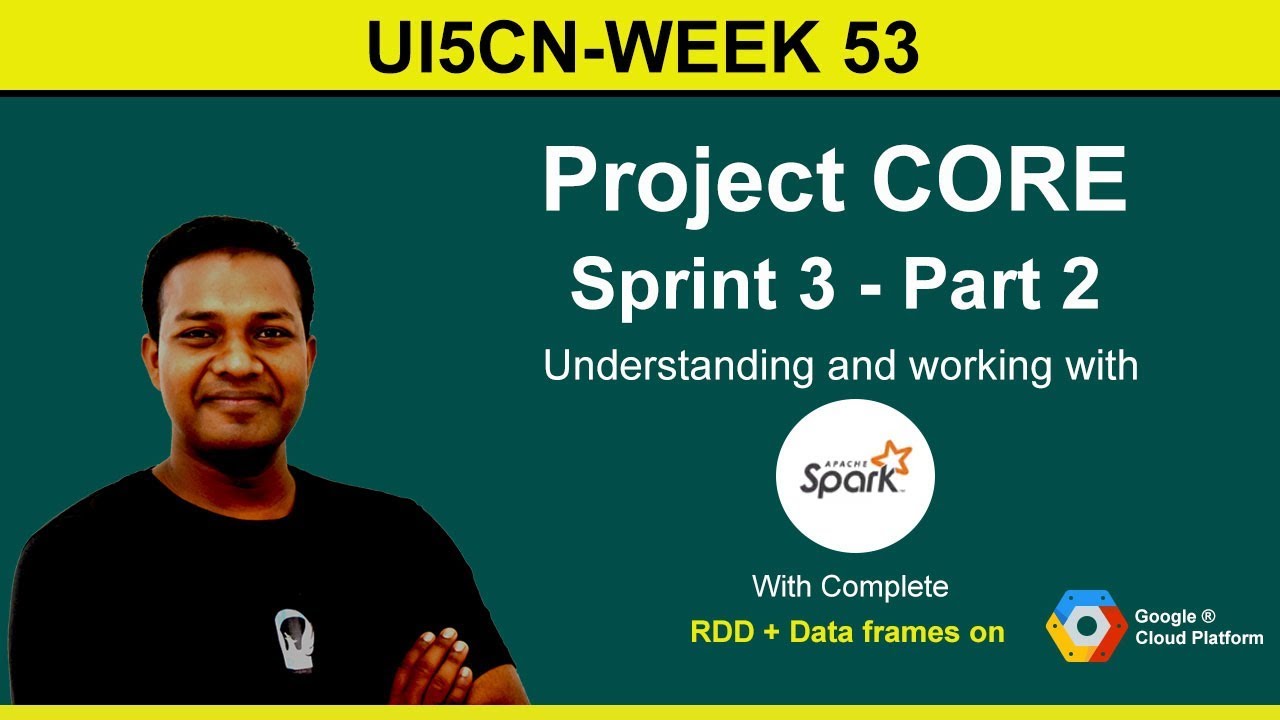 UI5CN-WEEK 53
Project CORE
Sprint 3 - Part 2
Understanding and working with
APACHE
Spark™
With Complete
RDD + Data frames on
Google ®
Cloud Platform